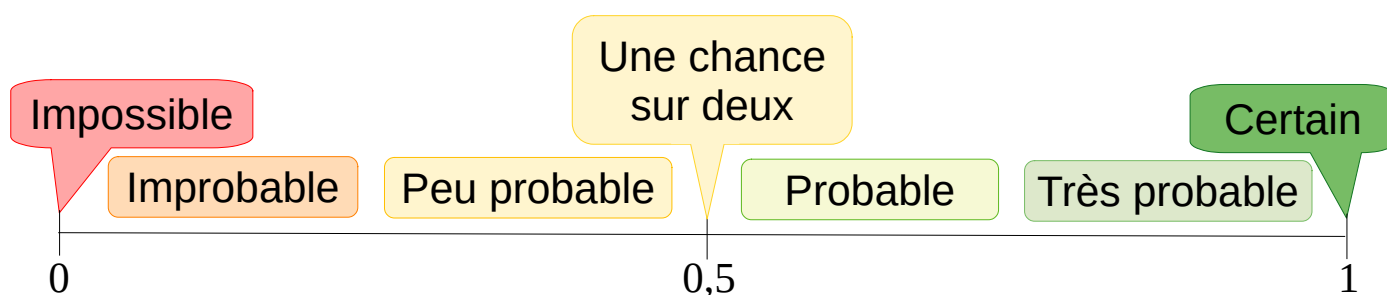 Une chance
sur deux
Impossible
Certain
Improbable
Peu probable
Probable
Très probable
0
0,5
1